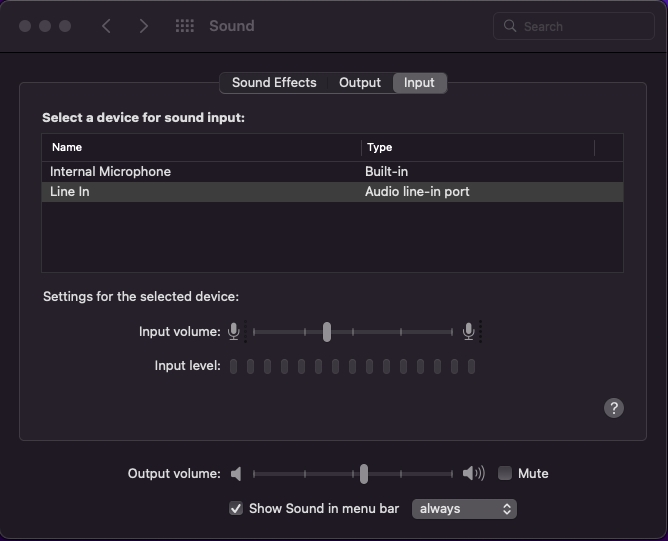 Sound
Search
Sound Effects Output Input
Select a device for sound input:
Name Type
Internal Microphone Built-in
Line In Audio line-in port
Settings for the selected device:
Input volume:
Input level:
?
Output volume: Mute
Show Sound in menu bar always